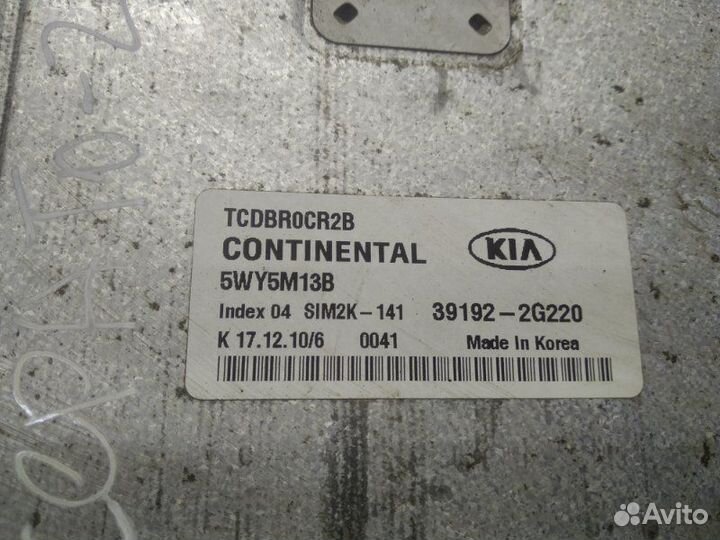 TCDBR0CR2B
CONTINENTAL
KIA
5WY5M13B
Index 04 SIM2K-141 39192-2G220
K 17.12.10/6 0041 Made In Korea
Avito